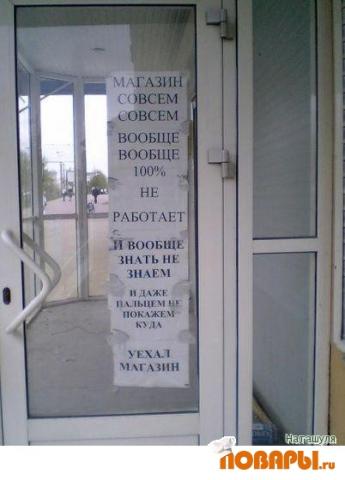 МАГАЗИН
СОВСЕМ
СОВСЕМ
ВООБЩЕ
ВООБЩЕ
100%
НЕ
РАБОТАЕТ
И ВООБЩЕ
ЗНАТЬ НЕ
ЗНАЕМ
И ДАЖЕ
ПАЛЬЦЕМ НЕ
ПОКАЖЕМ
КУДА
УЕХАЛ
МАГАЗИН
Наташуля
ПОВАРЫ.ru